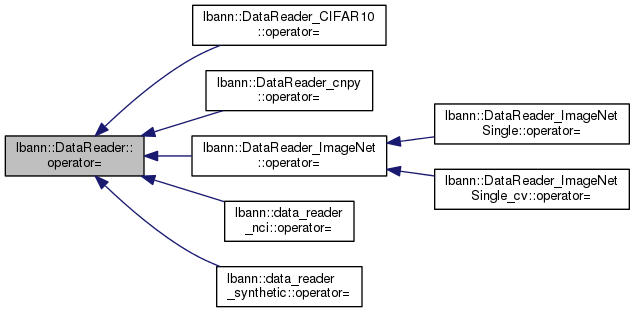 lbann::DataReader_CIFAR10
::operator=
lbann::DataReader_cnpy
::operator=
lbann::DataReader::
operator=
lbann::DataReader_ImageNet
::operator=
lbann::DataReader_ImageNet
Single::operator=
lbann::DataReader_ImageNet
Single_cv::operator=
lbann::data_reader
_nci::operator=
lbann::data_reader
_synthetic::operator=